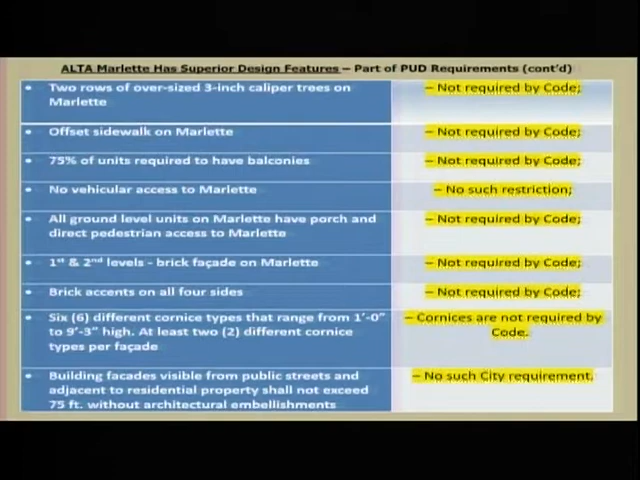 ALTA Marlette Has Superior Design Features – Part of PUD Requirements (cont'd)
• Two rows of over-sized 3-inch caliper trees on
Marlette
– Not required by Code;
• Offset sidewalk on Marlette
– Not required by Code;
• 75% of units required to have balconies
– Not required by Code;
• No vehicular access to Marlette
– No such restriction;
• All ground level units on Marlette have porch and
direct pedestrian access to Marlette
– Not required by Code;
• 1st & 2nd levels - brick façade on Marlette
– Not required by Code;
• Brick accents on all four sides
– Not required by Code;
• Six (6) different cornice types that range from 1'-0"
to 9'-3" high. At least two (2) different cornice
types per façade
– Cornices are not required by
Code.
• Building facades visible from public streets and
adjacent to residential property shall not exceed
75 ft. without architectural embellishments
– No such City requirement.